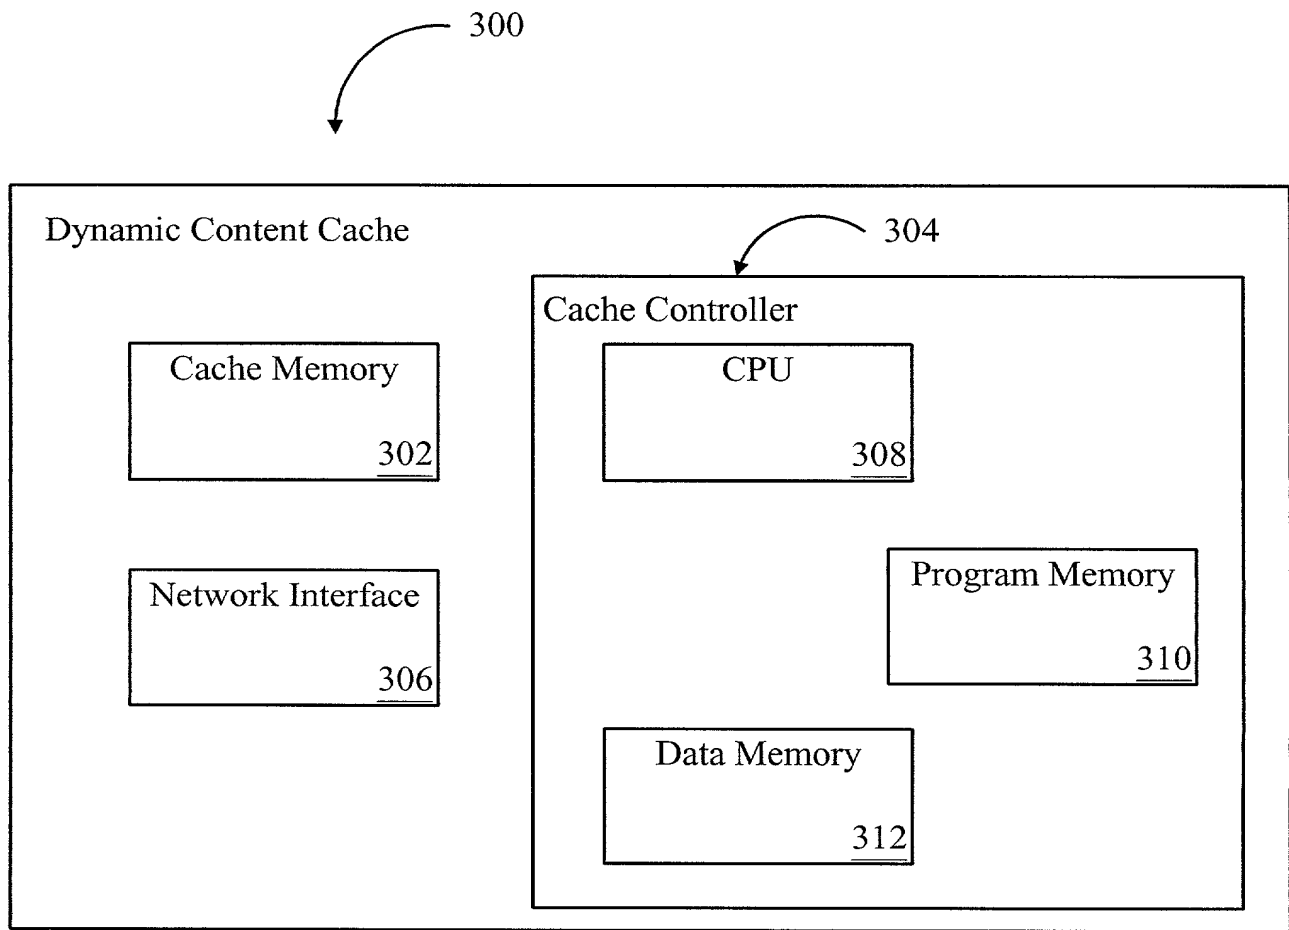 300
Dynamic Content Cache
304
Cache Controller
Cache Memory
302
CPU
308
Network Interface
306
Program Memory
310
Data Memory
312